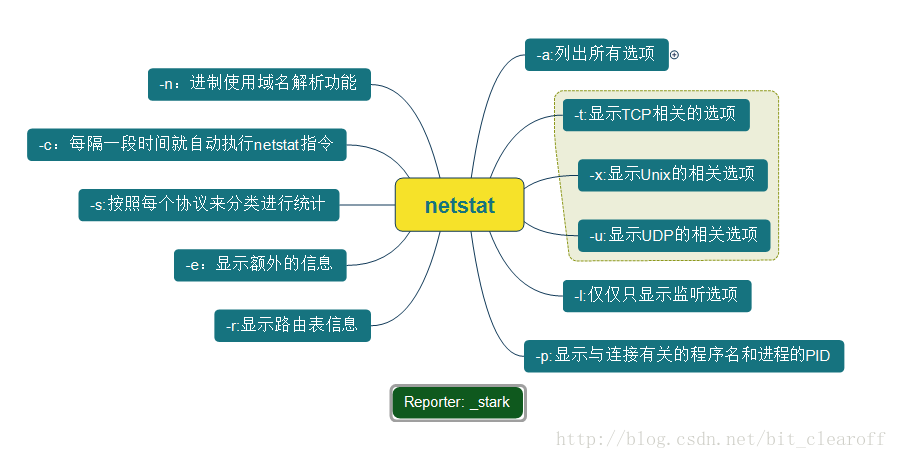 -n：进制使用域名解析功能
-c：每隔一段时间就自动执行netstat指令
-s:按照每个协议来分类进行统计
-e：显示额外的信息
-r:显示路由表信息
netstat
-a:列出所有选项
-t:显示TCP相关的选项
-x:显示Unix的相关选项
-u:显示UDP的相关选项
-l:仅仅只显示监听选项
-p:显示与连接有关的程序名和进程的PID
Reporter: _stark
http://blog.csdn.net/bit_clearoff